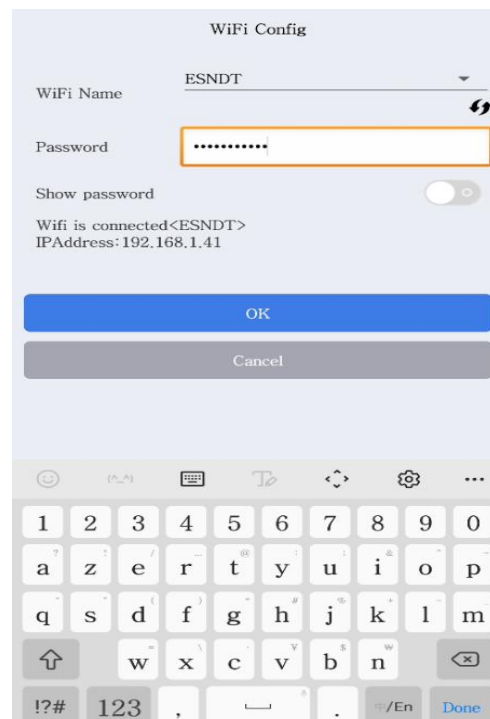 WiFi Config
WiFi Name
ESNDT
Password
•••••••••••
Show password
Wifi is connected<ESNDT>
IPAddress:192.168.1.41
OK
Cancel
(^_^)
1 2 3 4 5 6 7 8 9 0
a z e r t y u i o p
q s d f g h j k l m
w x c v b n
!?# 123 , . 中/En Done